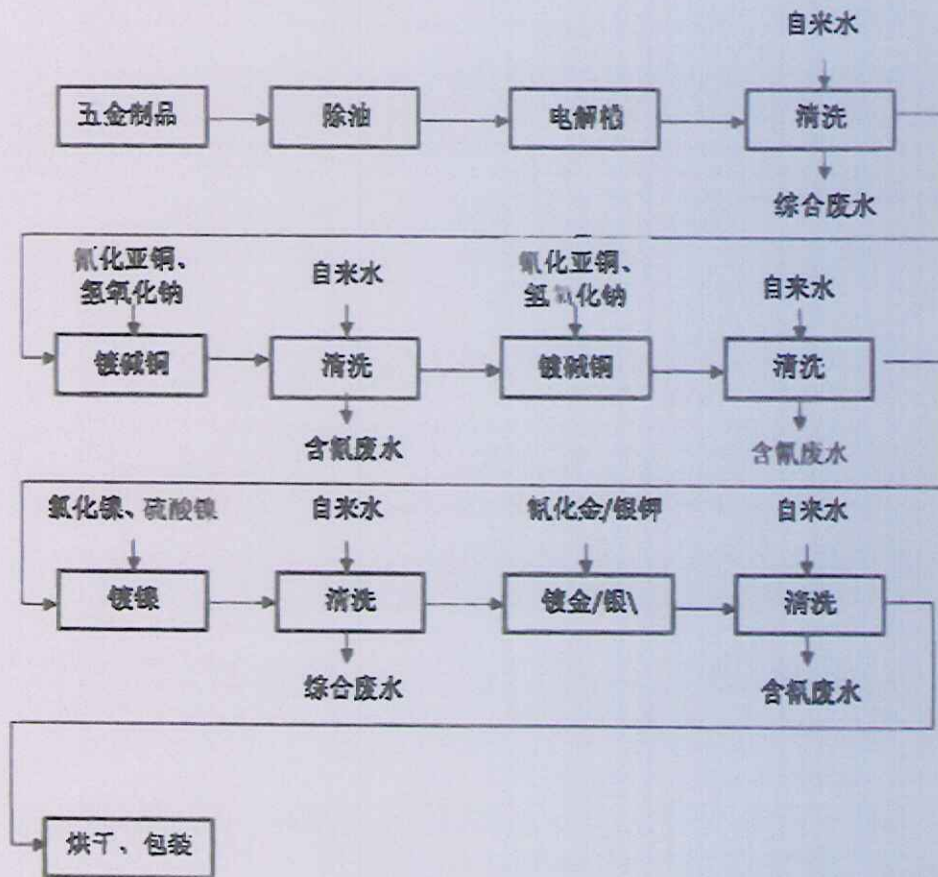 自来水
五金制品
除油
电解槽
清洗
综合废水
氰化亚铜、
氢氧化钠
自来水
氰化亚铜、
氢氧化钠
自来水
镀碱铜
清洗
镀碱铜
清洗
含氰废水
含氰废水
氯化镍、硫酸镍
自来水
氰化金/银钾
自来水
镀镍
清洗
镀金/银\
清洗
综合废水
含氰废水
烘干、包装